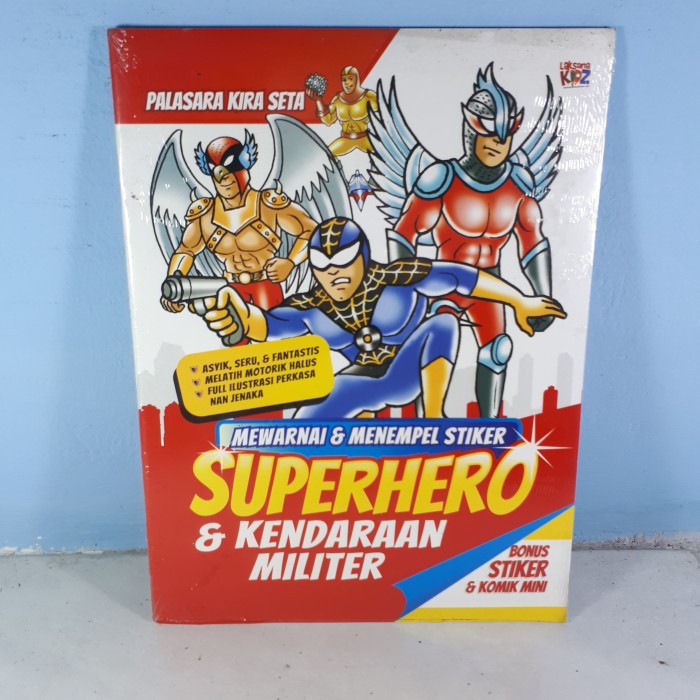 PALASARA KIRA SETA
Laksana
KIDZ
ASYIK, SERU, & FANTASTIS
MELATIH MOTORIK HALUS
FULL ILUSTRASI PERKASA
NAN JENAKA
MEWARNAI & MENEMPEL STIKER
SUPERHERO
& KENDARAAN
MILITER
BONUS
STIKER
& KOMIK MINI